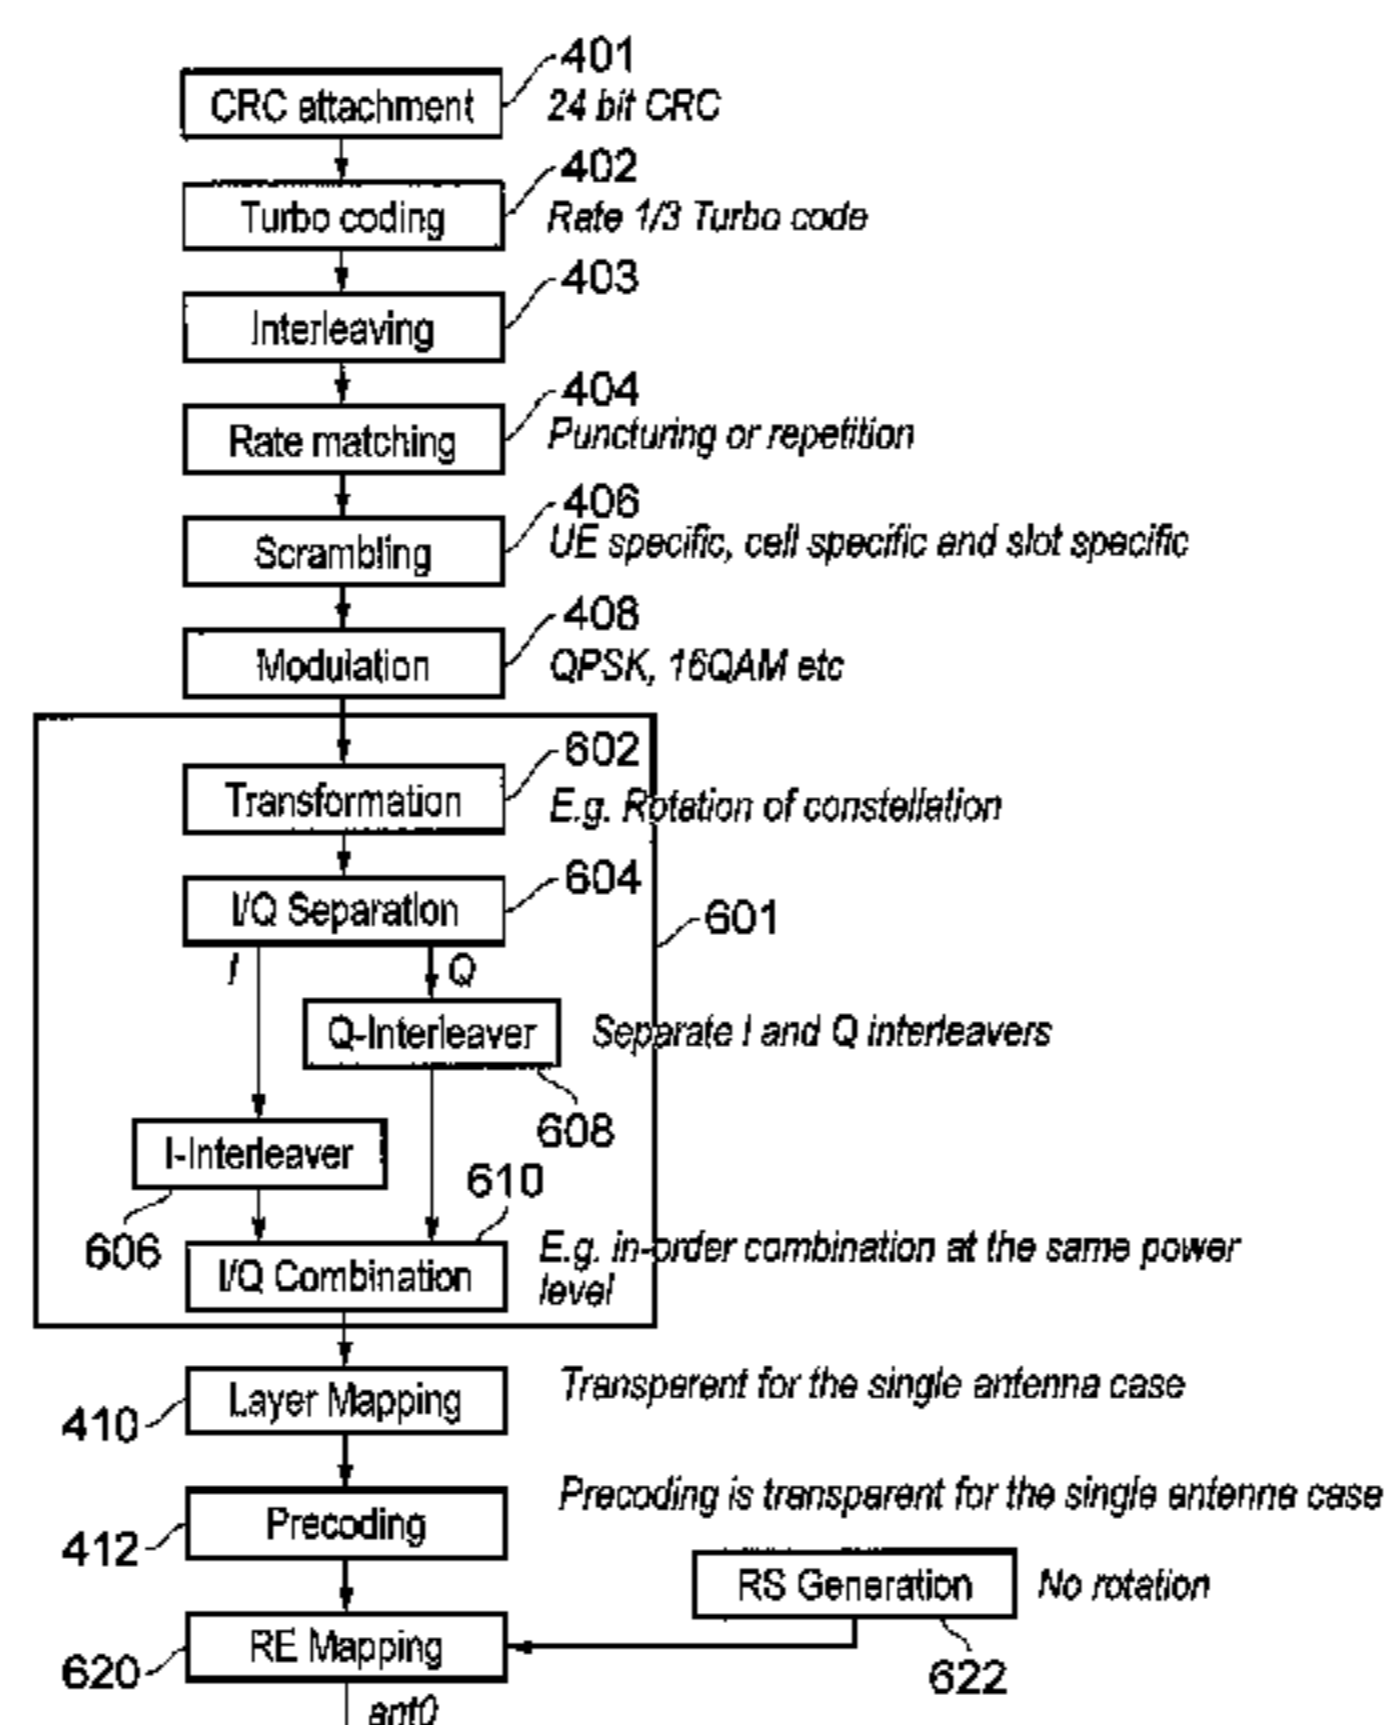 401
CRC attachment
24 bit CRC
402
Turbo coding
Rate 1/3 Turbo code
403
Interleaving
404
Rate matching
Puncturing or repetition
406
Scrambling
UE specific, cell specific and slot specific
408
Modulation
QPSK, 16QAM etc
602
Transformation
E.g. Rotation of constellation
604
I/Q Separation
601
I
Q
Q-Interleaver
Separate I and Q interleavers
608
I-Interleaver
610
606
I/Q Combination
E.g. in-order combination at the same power
level
Layer Mapping
Transparent for the single antenna case
410
Precoding is transparent for the single antenna case
Precoding
412
RS Generation
No rotation
RE Mapping
620
622
ant0